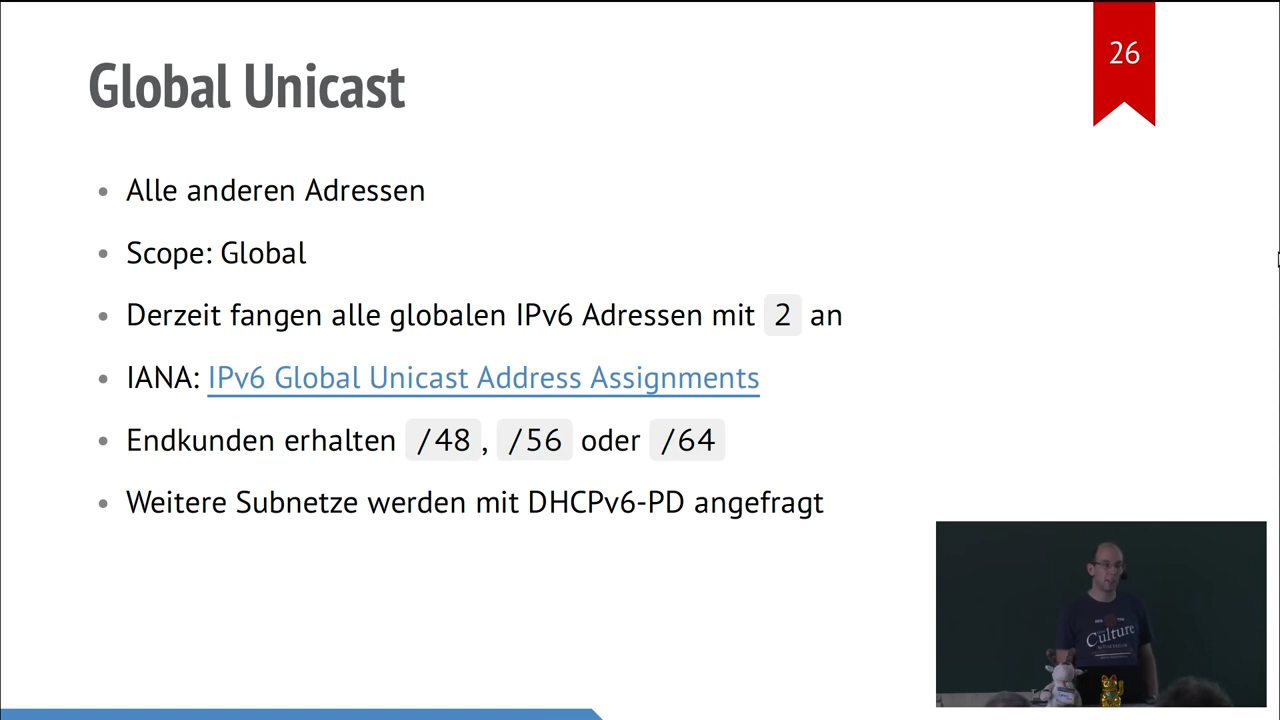 26
Global Unicast
Alle anderen Adressen
Scope: Global
Derzeit fangen alle globalen IPv6 Adressen mit 2 an
IANA: IPv6 Global Unicast Address Assignments
Endkunden erhalten /48, /56 oder /64
Weitere Subnetze werden mit DHCPv6-PD angefragt
Culture